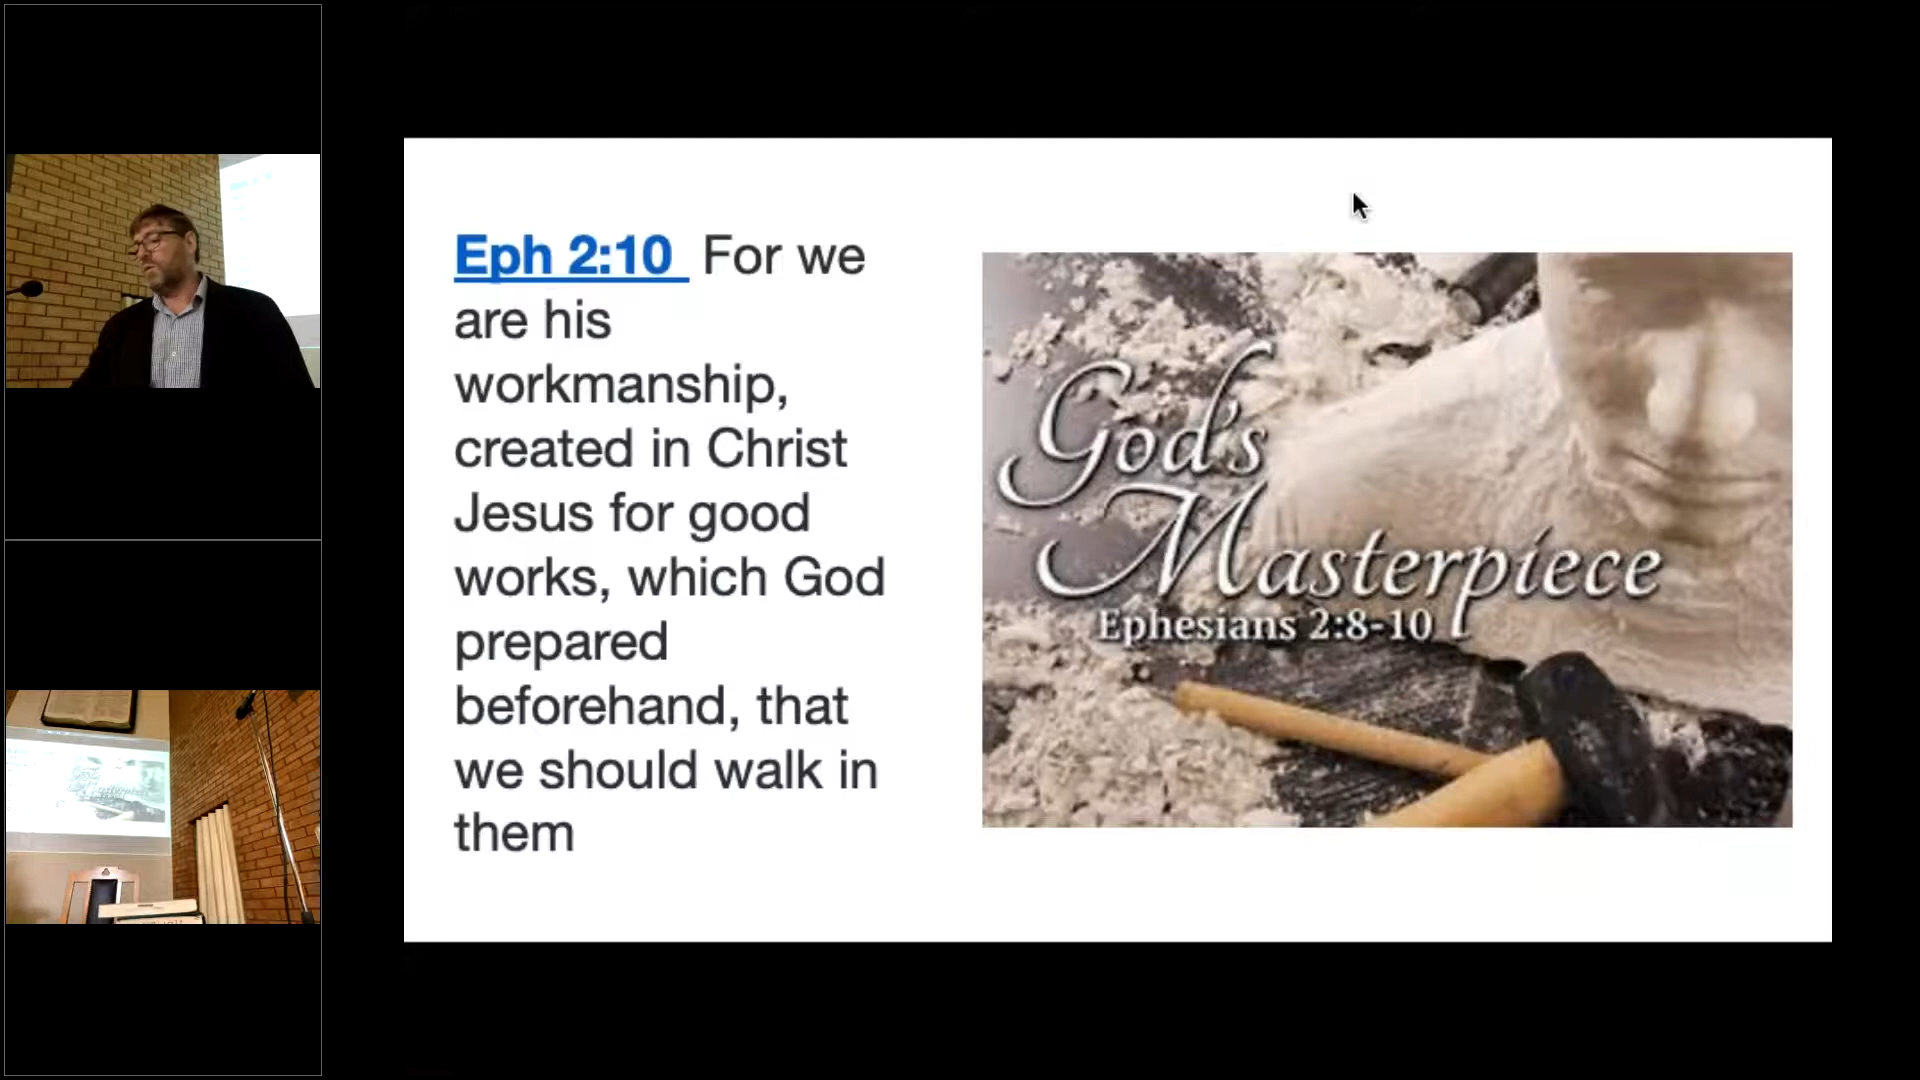 Eph 2:10 For we
are his
workmanship,
created in Christ
Jesus for good
works, which God
prepared
beforehand, that
we should walk in
them
God's
Masterpiece
Ephesians 2:8-10